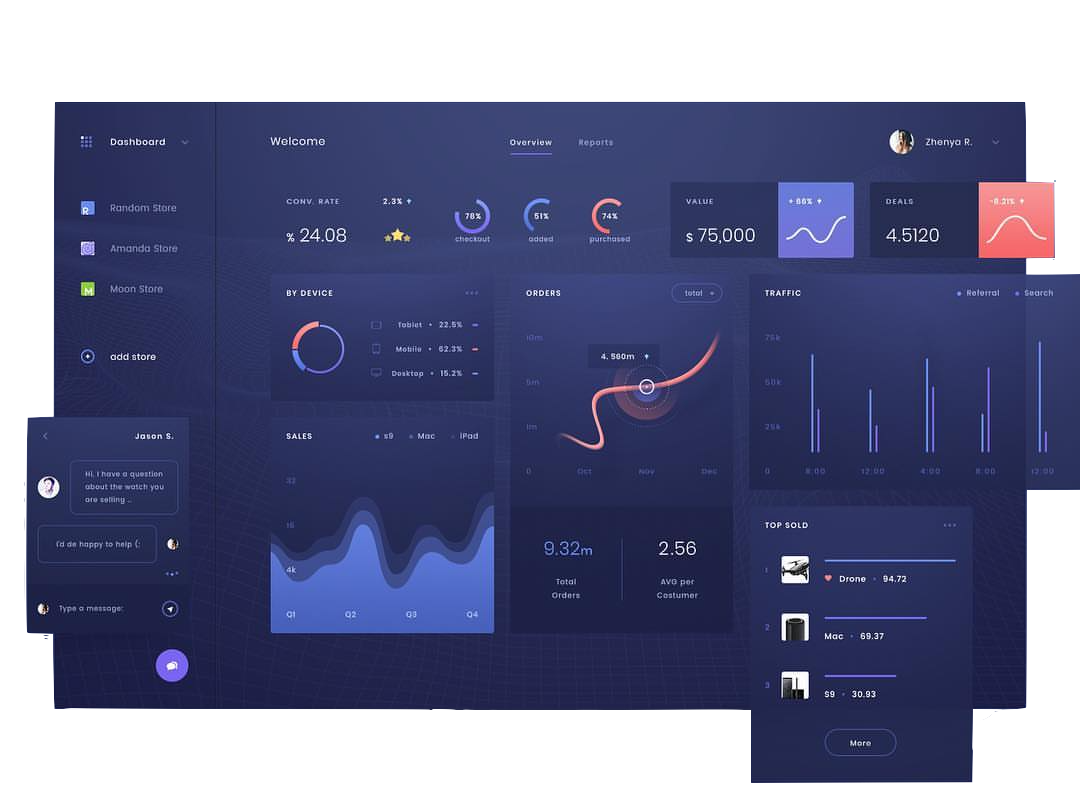 Dashboard
Welcome
Overview
Reports
Zhenya R.
Random Store
Amanda Store
Moon Store
add store
CONV. RATE
2.3%
% 24.08
78%
checkout
51%
added
74%
purchased
VALUE
+ 66%
$ 75,000
DEALS
-6.21%
4.5120
BY DEVICE
Tablet • 22.5%
Mobile • 62.3%
Desktop • 15.2%
ORDERS
total
10m
4. 560m
5m
1m
0 Oct Nov Dec
9.32m
Total
Orders
2.56
AVG per
Costumer
TRAFFIC
Referral
Search
75k
50k
25k
0 8:00 12:00 4:00 8:00 12:00
SALES
s9
Mac
iPad
32
16
4k
Q1 Q2 Q3 Q4
TOP SOLD
1
Drone • 94.72
2
Mac • 69.37
3
S9 • 30.93
More
Jason S.
Hi, I have a question
about the watch you
are selling ..
I'd de happy to help (:
Type a message: